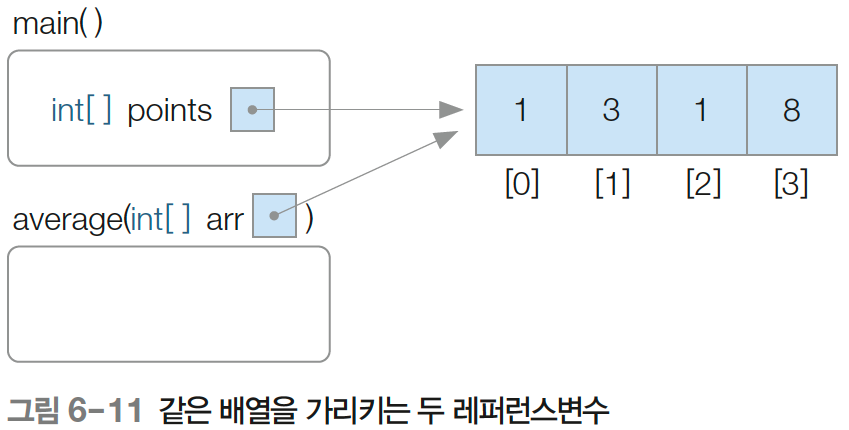 main( )
int[ ] points
1 3 1 8
[0] [1] [2] [3]
average(int[ ] arr )
그림 6-11 같은 배열을 가리키는 두 레퍼런스변수